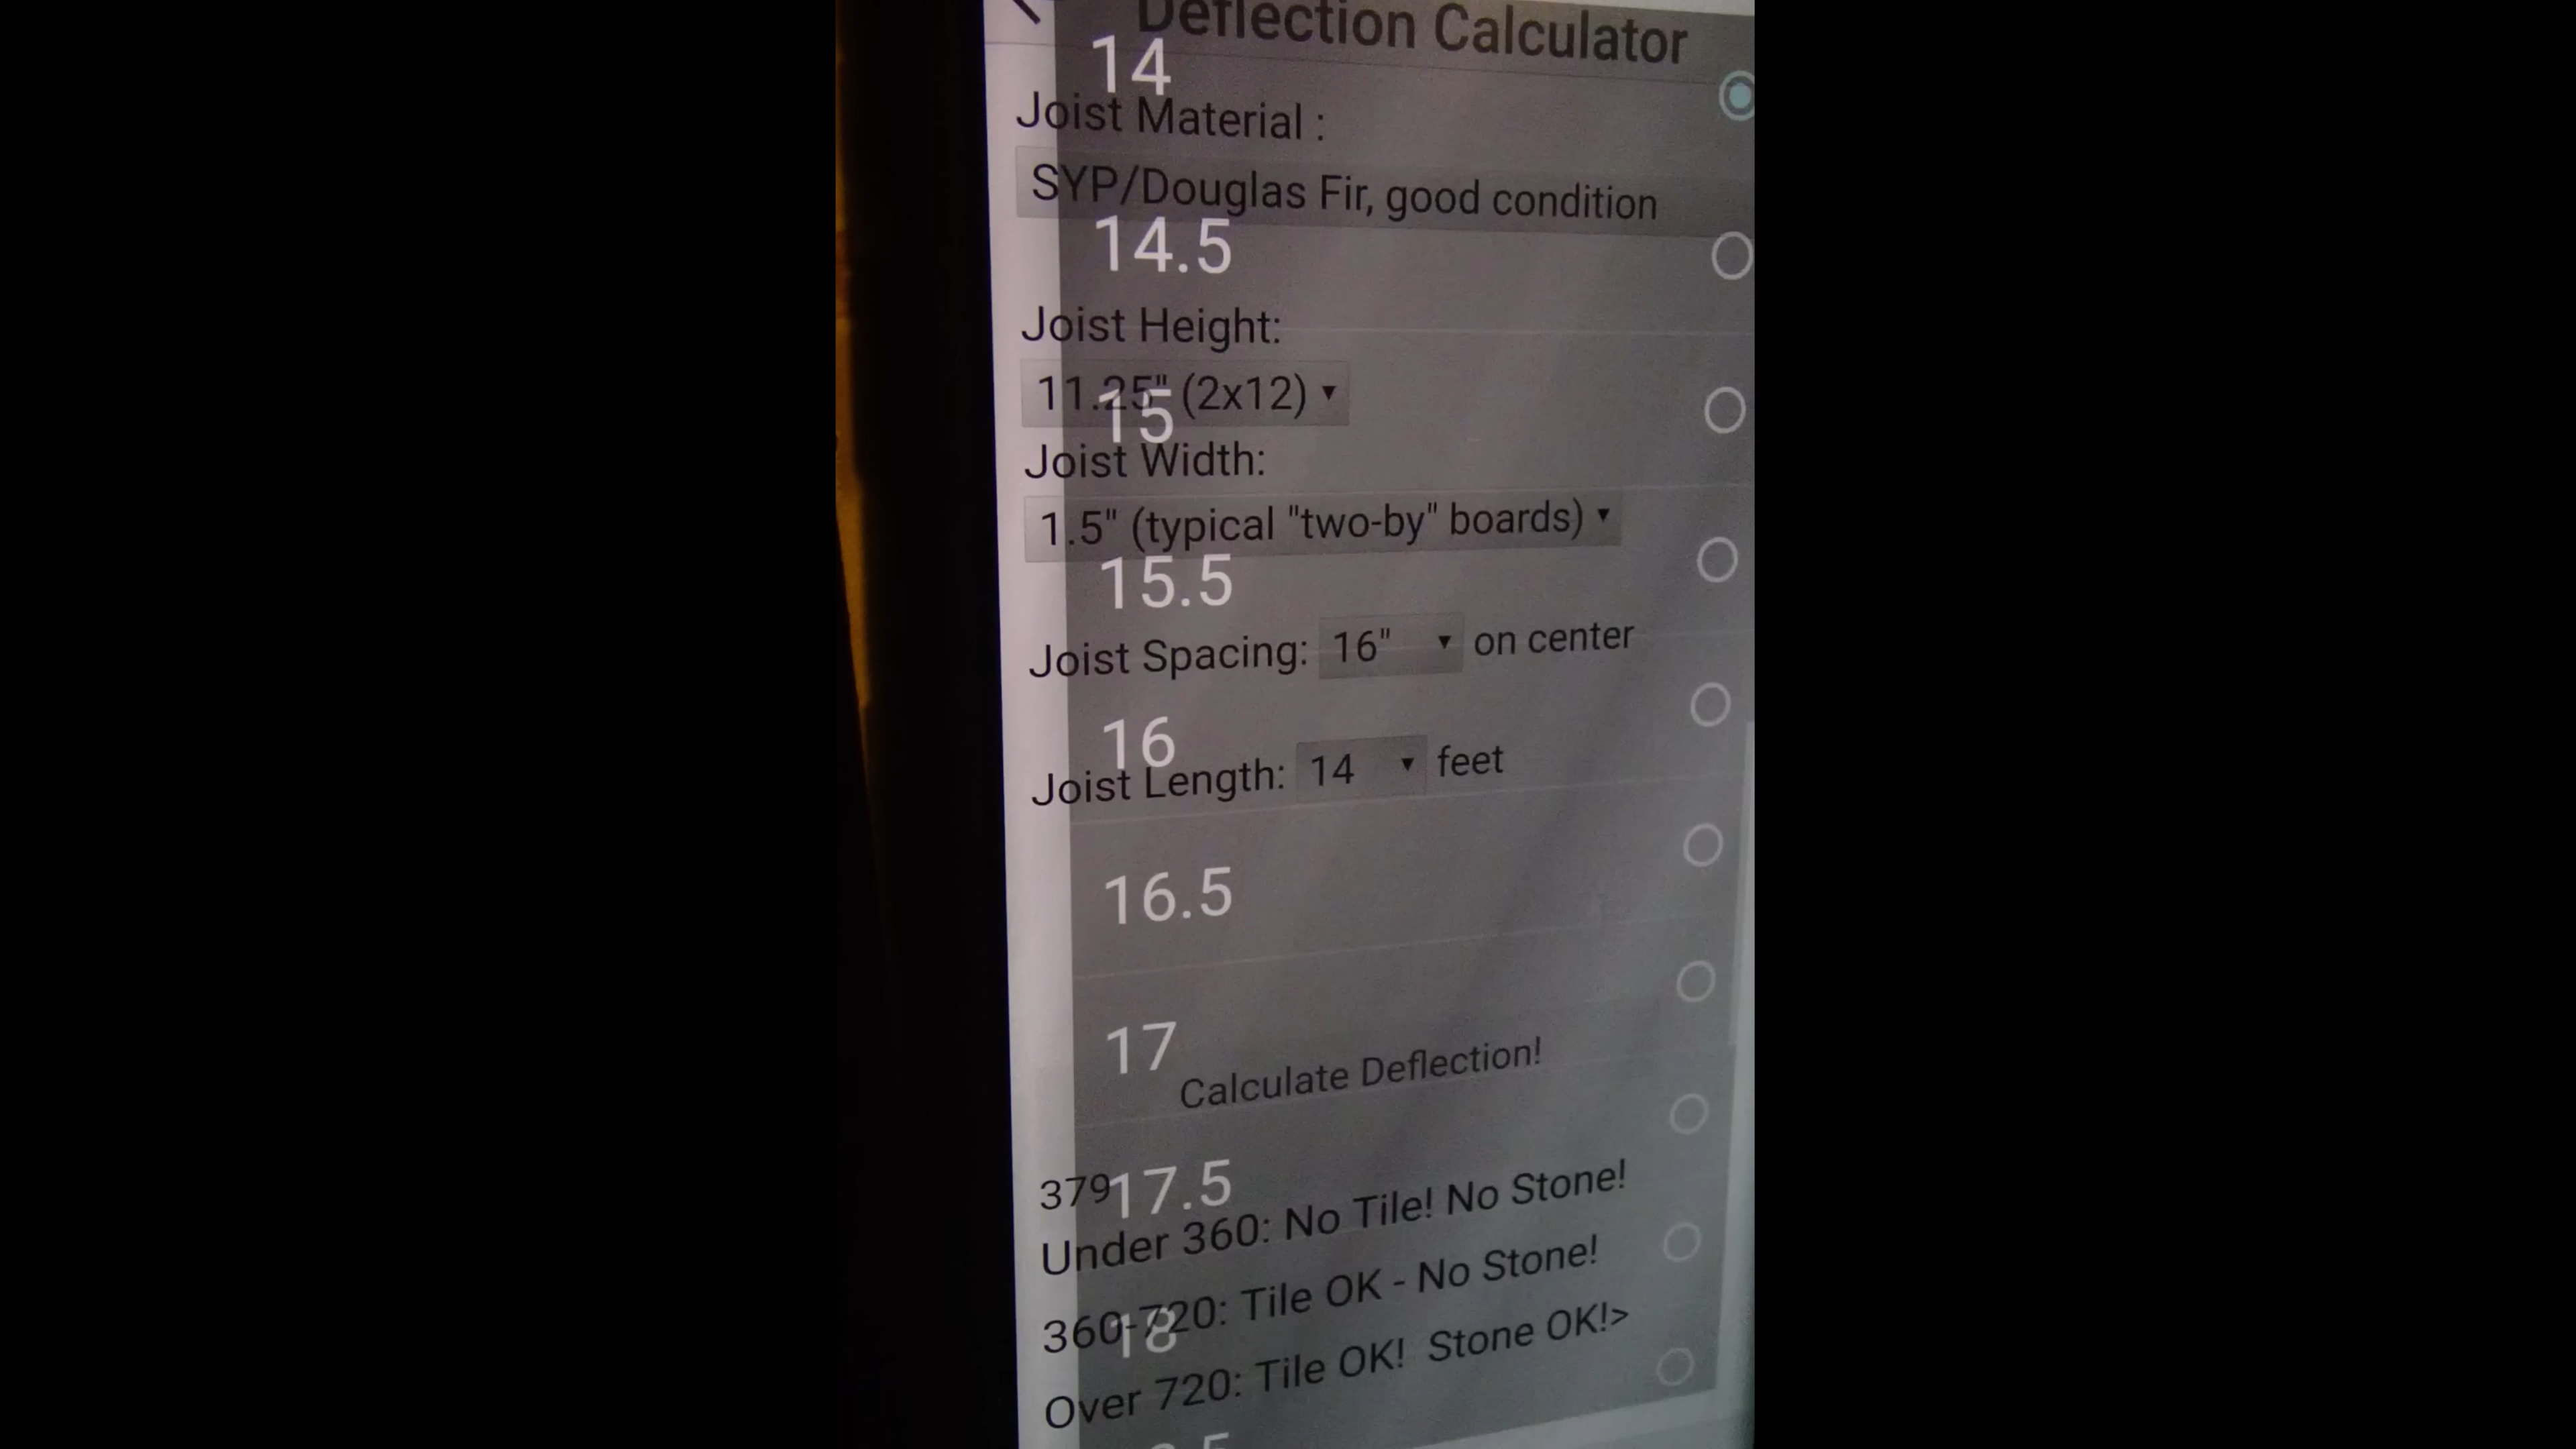 Deflection Calculator
14
Joist Material :
SYP/Douglas Fir, good condition
14.5
Joist Height:
11.25" (2x12)
15
Joist Width:
1.5" (typical "two-by" boards)
15.5
Joist Spacing: 16" on center
16
Joist Length: 14 feet
16.5
17
Calculate Deflection!
379
17.5
Under 360: No Tile! No Stone!
360-720: Tile OK - No Stone!
18
Over 720: Tile OK! Stone OK!>